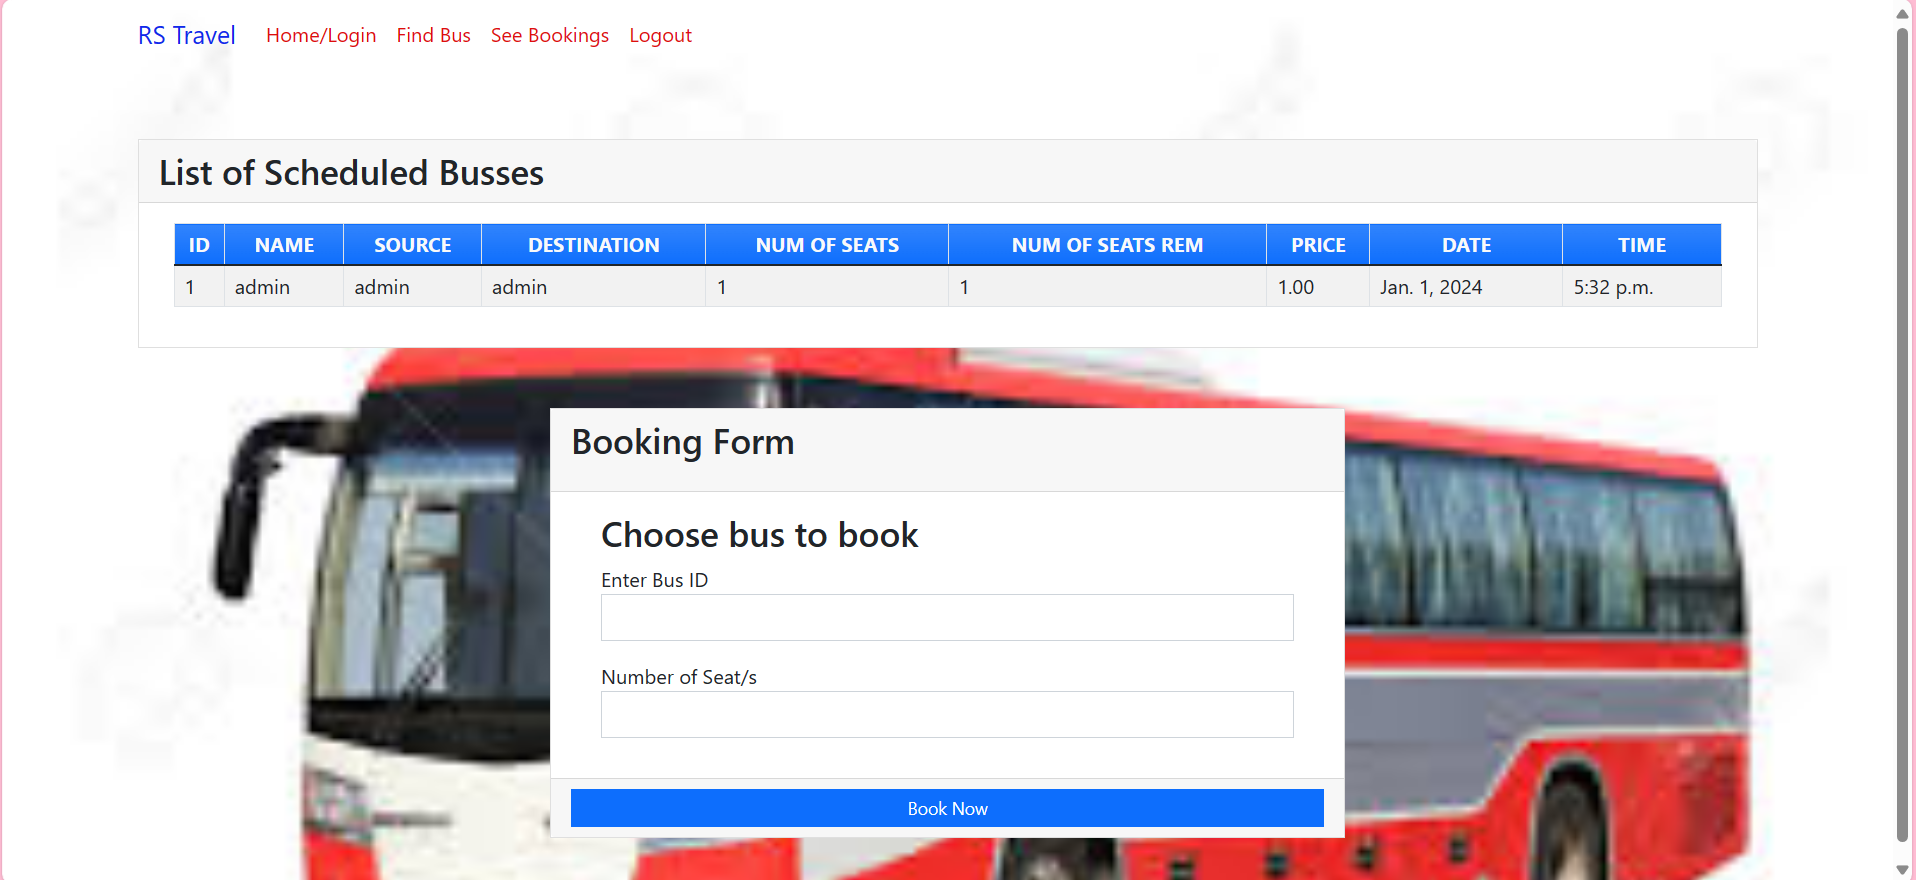 RS Travel Home/Login Find Bus See Bookings Logout
List of Scheduled Busses
ID NAME SOURCE DESTINATION NUM OF SEATS NUM OF SEATS REM PRICE DATE TIME
1 admin admin admin 1 1 1.00 Jan. 1, 2024 5:32 p.m.
Booking Form
Choose bus to book
Enter Bus ID
Number of Seat/s
Book Now